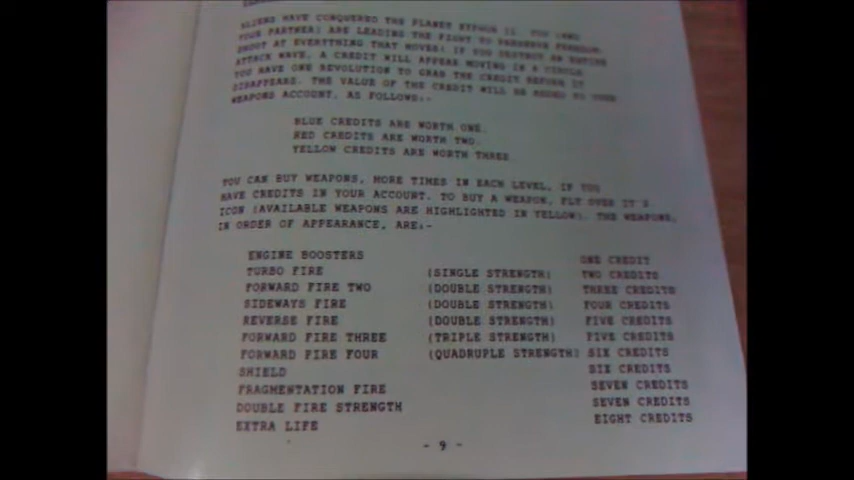 ALIENS HAVE CONQUERED THE PLANET SYPHON II. YOU (AND
YOUR PARTNER) ARE LEADING THE FIGHT TO PRESERVE FREEDOM.
SHOOT AT EVERYTHING THAT MOVES! IF YOU DESTROY AN ENTIRE
ATTACK WAVE, A CREDIT WILL APPEAR MOVING IN A CIRCLE.
YOU HAVE ONE REVOLUTION TO GRAB THE CREDIT BEFORE IT
DISAPPEARS. THE VALUE OF THE CREDIT WILL BE ADDED TO YOUR
WEAPONS ACCOUNT, AS FOLLOWS:-
BLUE CREDITS ARE WORTH ONE.
RED CREDITS ARE WORTH TWO.
YELLOW CREDITS ARE WORTH THREE.
YOU CAN BUY WEAPONS, MORE TIMES IN EACH LEVEL, IF YOU
HAVE CREDITS IN YOUR ACCOUNT. TO BUY A WEAPON, FLY OVER IT'S
ICON (AVAILABLE WEAPONS ARE HIGHLIGHTED IN YELLOW). THE WEAPONS,
IN ORDER OF APPEARANCE, ARE:-
ENGINE BOOSTERS ONE CREDIT
TURBO FIRE (SINGLE STRENGTH) TWO CREDITS
FORWARD FIRE TWO (DOUBLE STRENGTH) THREE CREDITS
SIDEWAYS FIRE (DOUBLE STRENGTH) FOUR CREDITS
REVERSE FIRE (DOUBLE STRENGTH) FIVE CREDITS
FORWARD FIRE THREE (TRIPLE STRENGTH) FIVE CREDITS
FORWARD FIRE FOUR (QUADRUPLE STRENGTH) SIX CREDITS
SHIELD SIX CREDITS
FRAGMENTATION FIRE SEVEN CREDITS
DOUBLE FIRE STRENGTH SEVEN CREDITS
EXTRA LIFE EIGHT CREDITS
- 9 -